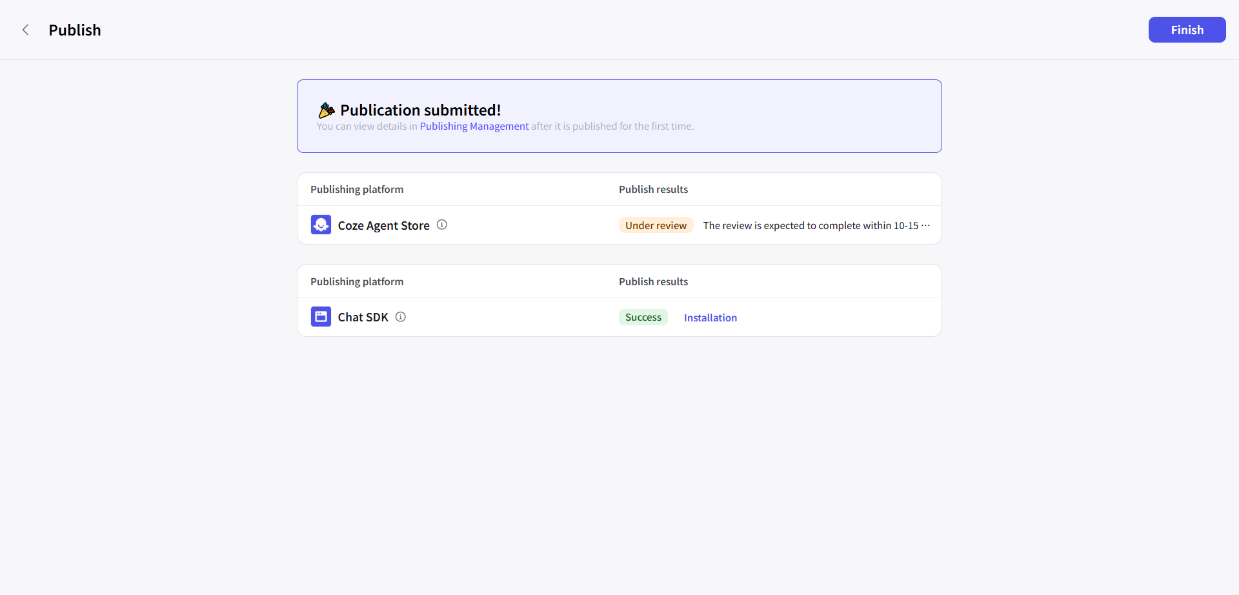 Publish
Finish
Publication submitted!
You can view details in Publishing Management after it is published for the first time.
Publishing platform
Publish results
Coze Agent Store
Under review
The review is expected to complete within 10-15 ...
Publishing platform
Publish results
Chat SDK
Success
Installation